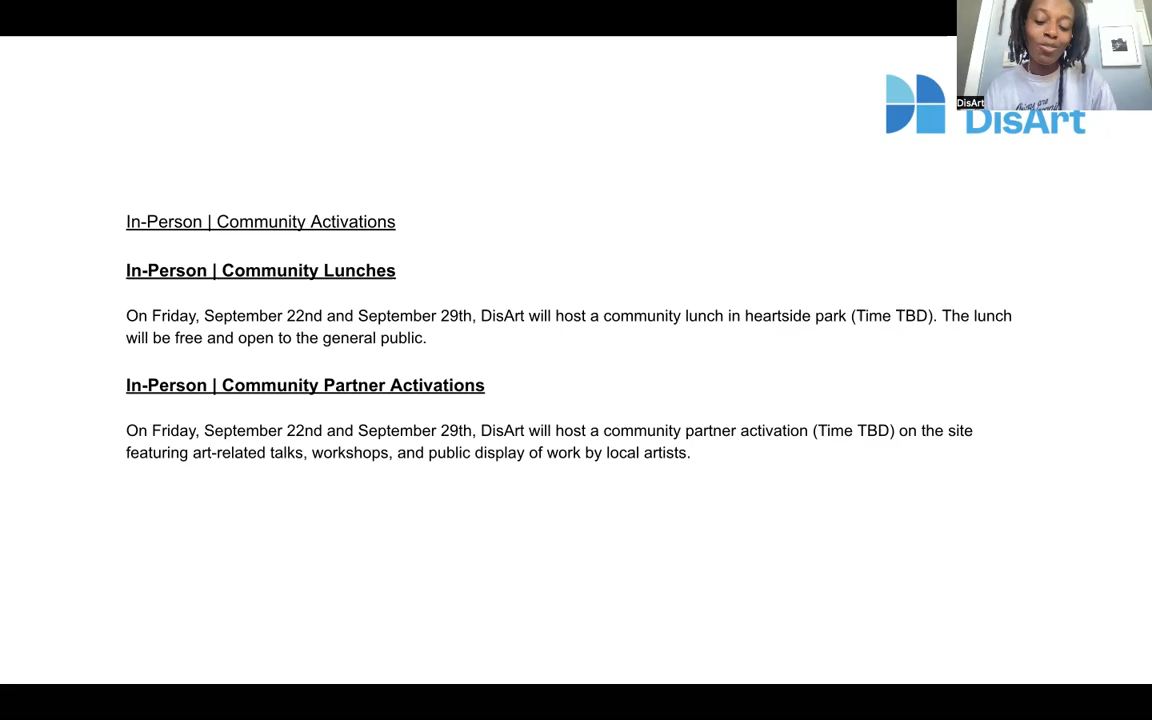 DisArt
DisArt
In-Person | Community Activations
In-Person | Community Lunches
On Friday, September 22nd and September 29th, DisArt will host a community lunch in heartside park (Time TBD). The lunch
will be free and open to the general public.
In-Person | Community Partner Activations
On Friday, September 22nd and September 29th, DisArt will host a community partner activation (Time TBD) on the site
featuring art-related talks, workshops, and public display of work by local artists.